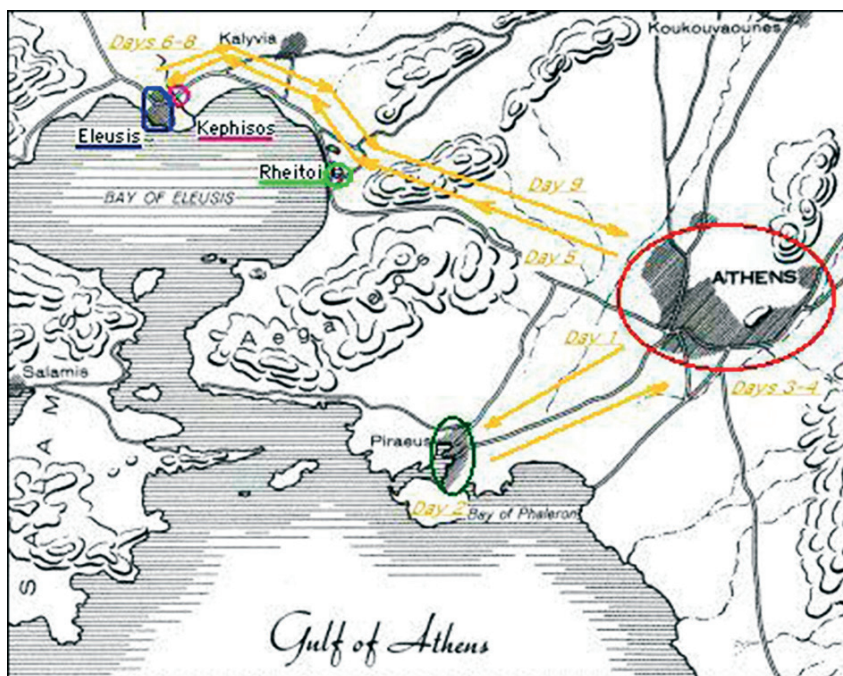 Days 6-8
Kalyvia
Koukouvaounes
Eleusis
Kephisos
Rheitoi
BAY OF ELEUSIS
Day 9
Day 5
ATHENS
Aegaleos
Day 1
Salamis
Days 3-4
Piraeus
Day 2
Bay of Phaleron
SALAM
Gulf of Athens